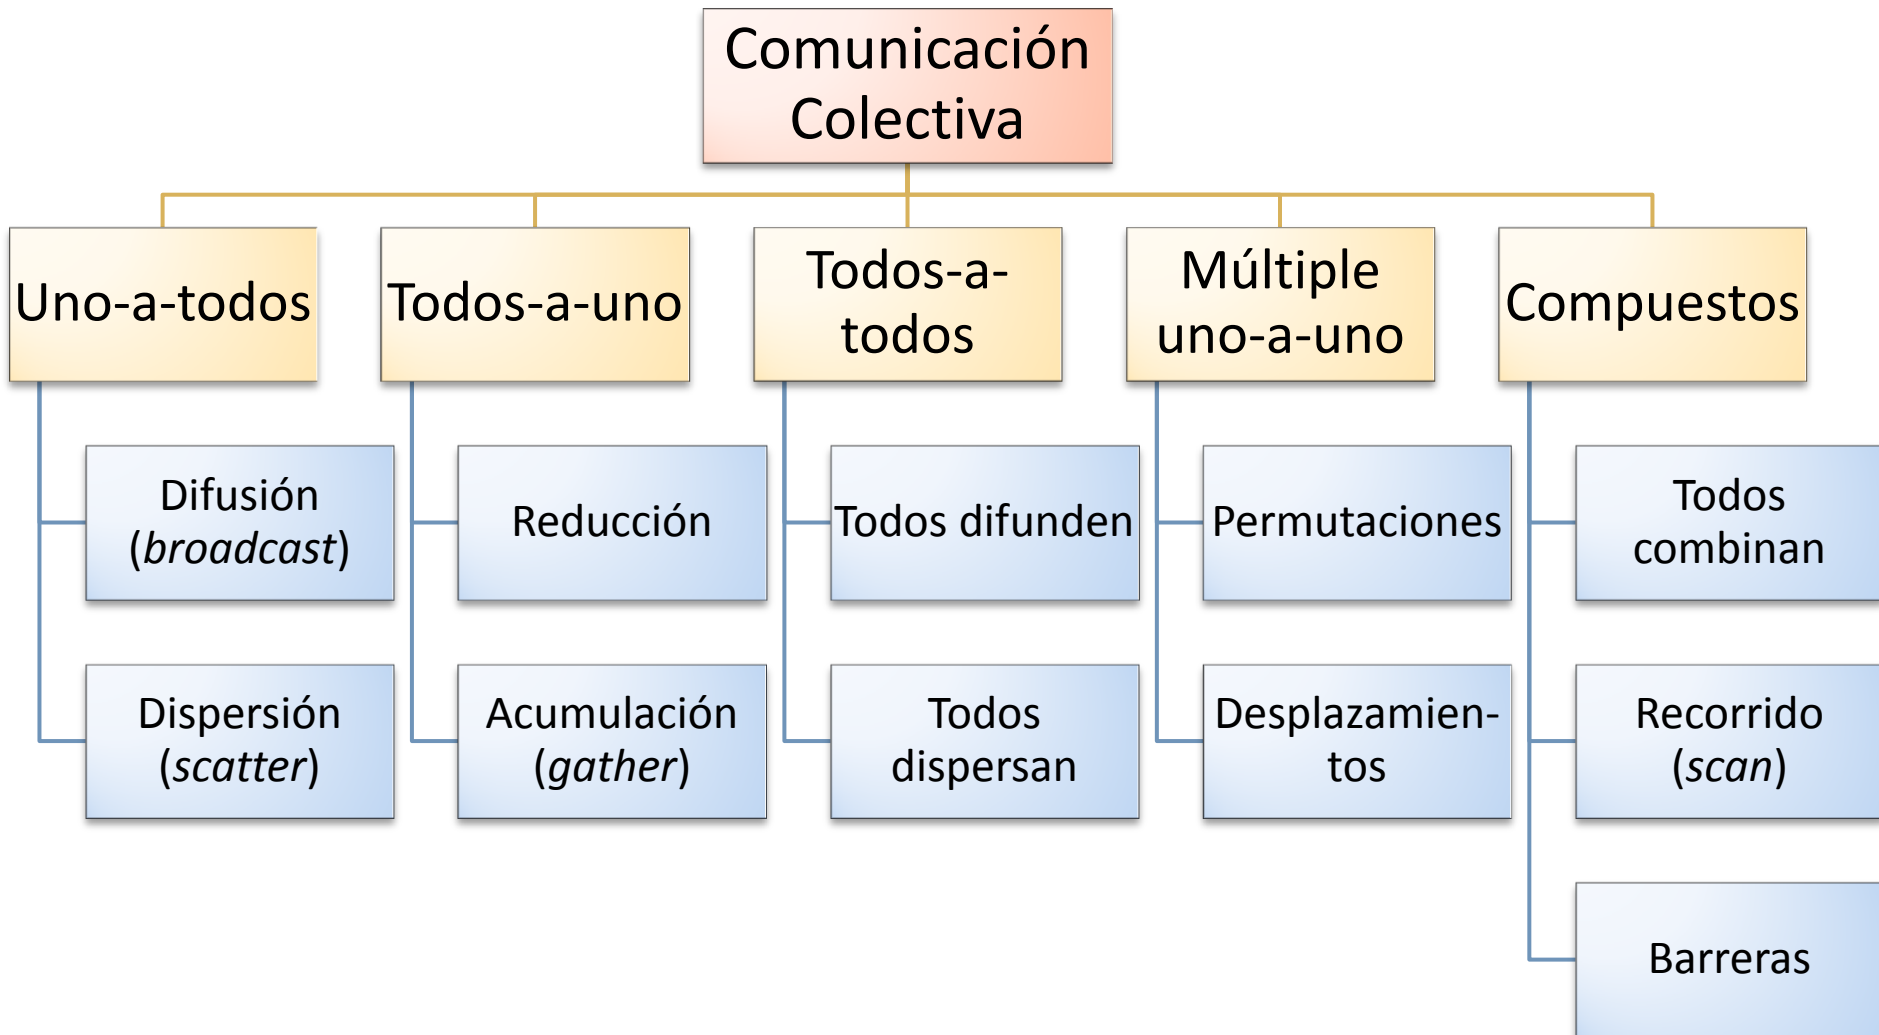 Comunicación
Colectiva
Uno-a-todos
Difusión
(broadcast)
Dispersión
(scatter)
Todos-a-uno
Reducción
Acumulación
(gather)
Todos-a-
todos
Todos difunden
Todos
dispersan
Múltiple
uno-a-uno
Permutaciones
Desplazamien-
tos
Compuestos
Todos
combinan
Recorrido
(scan)
Barreras